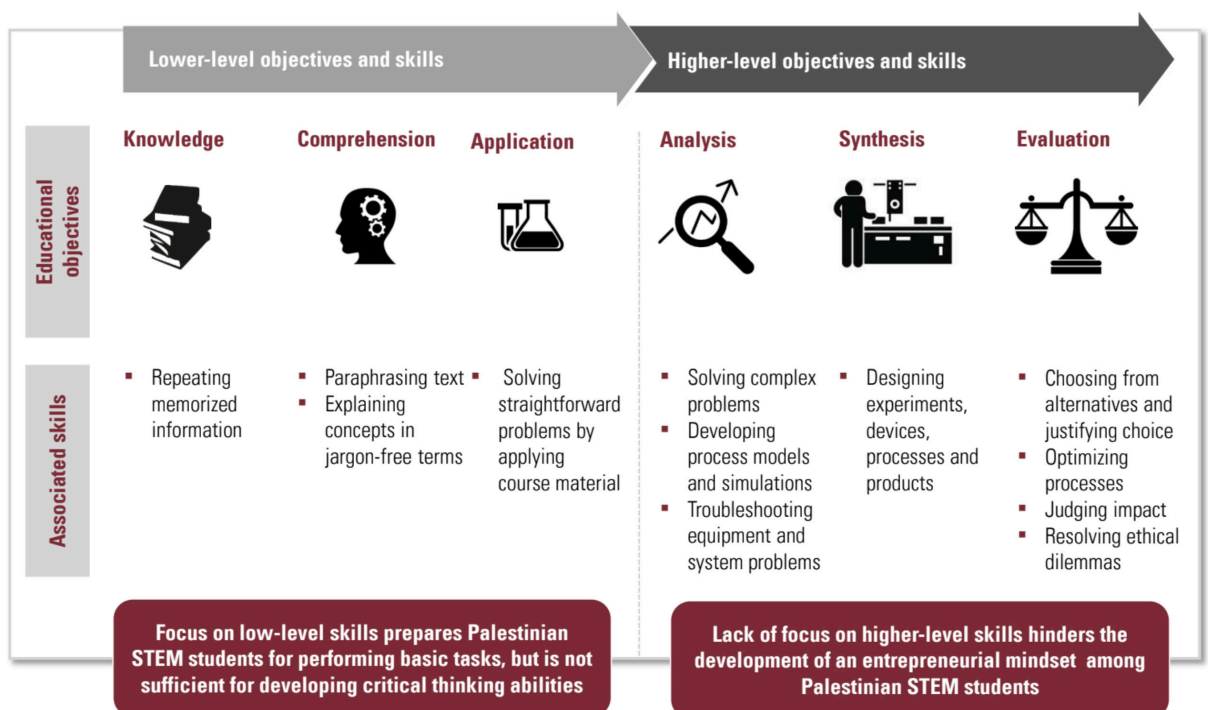 Lower-level objectives and skills
Higher-level objectives and skills
Educational
objectives
Knowledge
Comprehension
Application
Analysis
Synthesis
Evaluation
Associated skills
▪ Repeating
memorized
information
▪ Paraphrasing text
▪ Explaining
concepts in
jargon-free terms
▪ Solving
straightforward
problems by
applying
course material
▪ Solving complex
problems
▪ Developing
process models
and simulations
▪ Troubleshooting
equipment and
system problems
▪ Designing
experiments,
devices,
processes and
products
▪ Choosing from
alternatives and
justifying choice
▪ Optimizing
processes
▪ Judging impact
▪ Resolving ethical
dilemmas
Focus on low-level skills prepares Palestinian
STEM students for performing basic tasks, but is not
sufficient for developing critical thinking abilities
Lack of focus on higher-level skills hinders the
development of an entrepreneurial mindset among
Palestinian STEM students